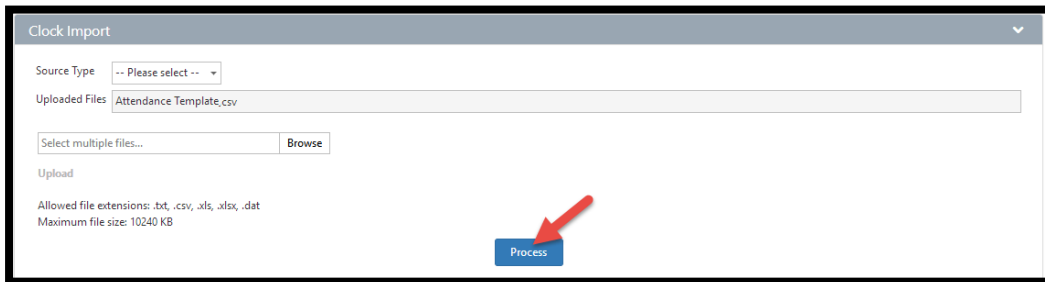 Clock Import
Source Type -- Please select --
Uploaded Files Attendance Template.csv
Select multiple files... Browse
Upload
Allowed file extensions: .txt, .csv, .xls, .xlsx, .dat
Maximum file size: 10240 KB
Process